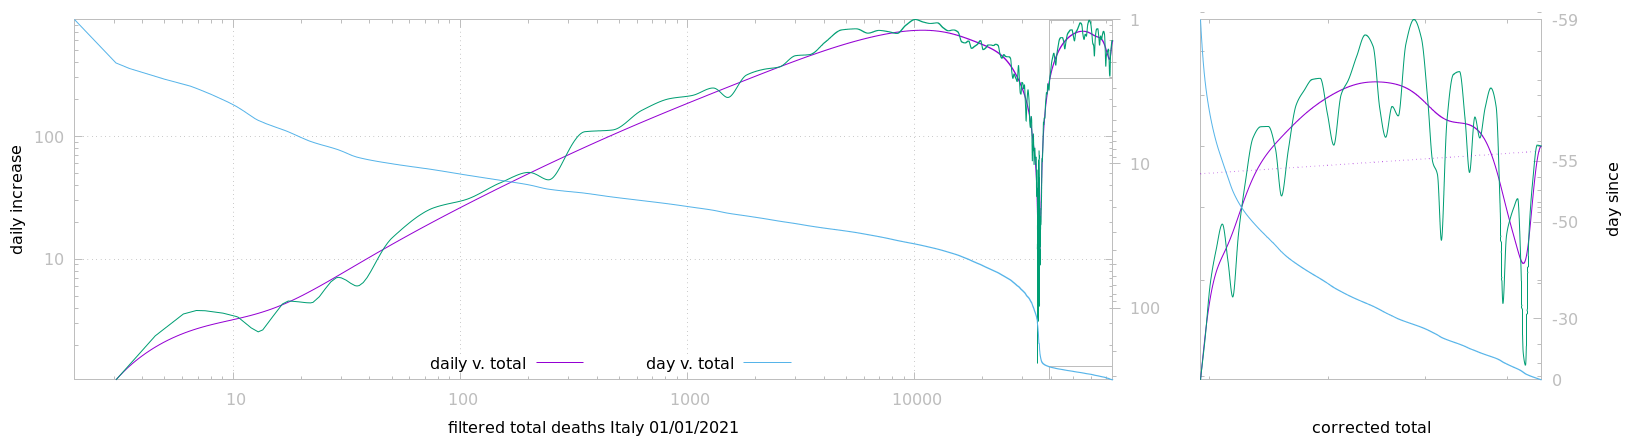 daily increase
100
10
1
10
100
daily v. total
day v. total
10
100
1000
10000
filtered total deaths Italy 01/01/2021
-59
-55
-50
-30
0
day since
corrected total